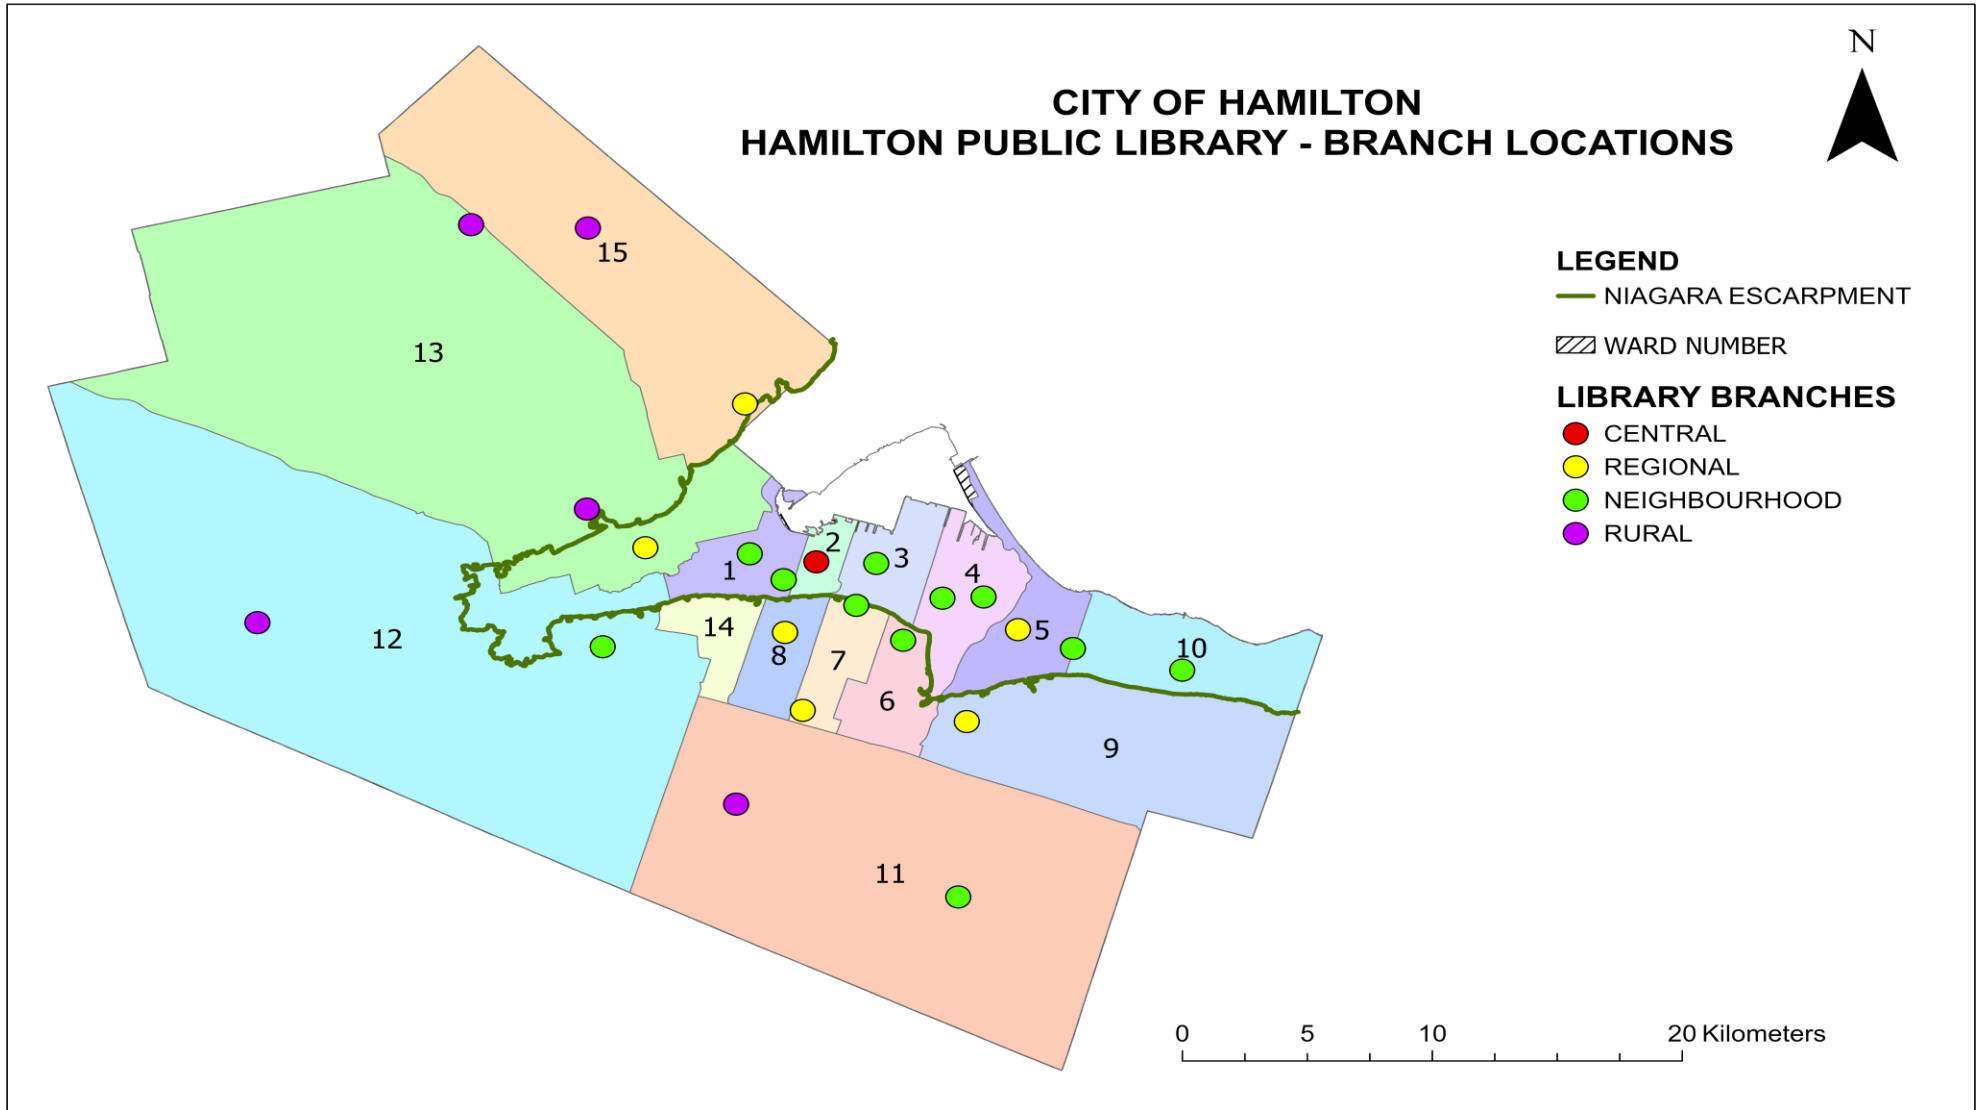 N
CITY OF HAMILTON
HAMILTON PUBLIC LIBRARY - BRANCH LOCATIONS
LEGEND
NIAGARA ESCARPMENT
WARD NUMBER
LIBRARY BRANCHES
CENTRAL
REGIONAL
NEIGHBOURHOOD
RURAL
15
13
2
3
1
4
12
14
5
8
7
10
6
9
11
0 5 10 20 Kilometers